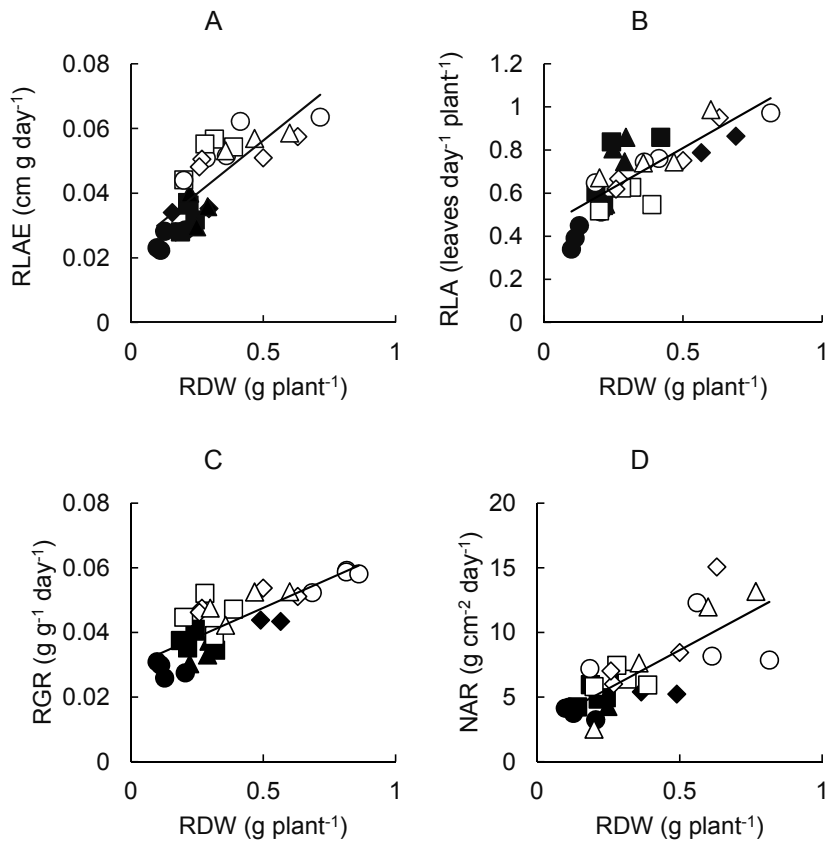 A
0.08
0.06
0.04
0.02
0
RLAE (cm g day⁻¹)
0
0.5
1
RDW (g plant⁻¹)
B
1.2
1
0.8
0.6
0.4
0.2
0
RLA (leaves day⁻¹ plant⁻¹)
0
0.5
1
RDW (g plant⁻¹)
C
0.08
0.06
0.04
0.02
0
RGR (g g⁻¹ day⁻¹)
0
0.5
1
RDW (g plant⁻¹)
D
20
15
10
5
0
NAR (g cm⁻² day⁻¹)
0
0.5
1
RDW (g plant⁻¹)